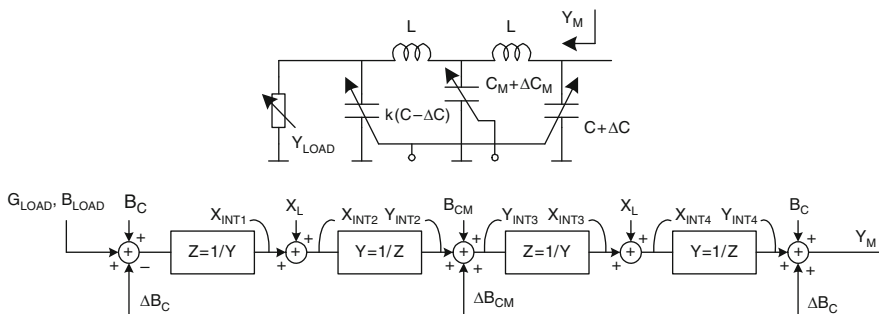 L
L
Y_M
C_M+ΔC_M
k(C−ΔC)
Y_LOAD
C+ΔC
G_LOAD, B_LOAD
B_C
X_INT1
X_L
X_INT2
Y_INT2
B_CM
Y_INT3
X_INT3
X_L
X_INT4
Y_INT4
B_C
Y_M
+
+
+
−
Z=1/Y
+
+
+
Y=1/Z
+
+
+
+
Z=1/Y
+
+
+
Y=1/Z
+
+
+
+
ΔB_C
ΔB_CM
ΔB_C